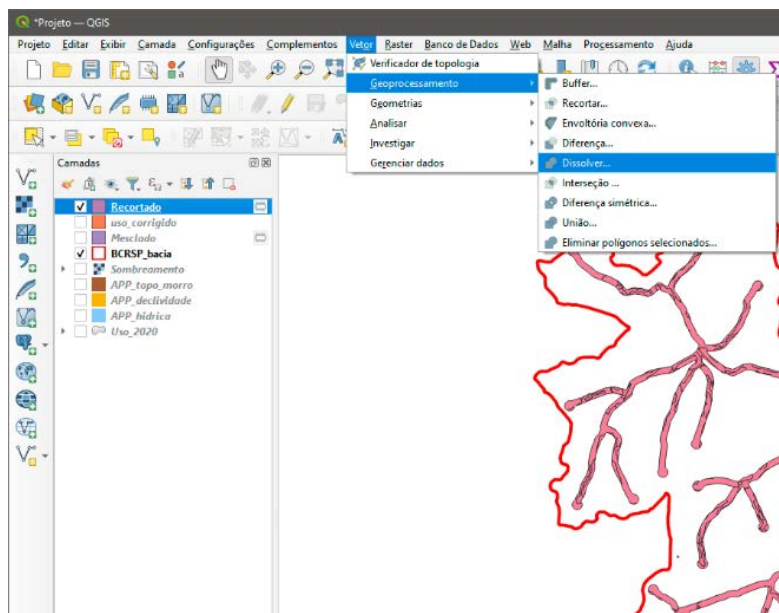 *Projeto — QGIS
Projeto Editar Exibir Camada Configurações Complementos Vetor Raster Banco de Dados Web Malha Processamento Ajuda
Verificador de topologia
Geoprocessamento
Geometrias
Analisar
Investigar
Gerenciar dados
Buffer...
Recortar...
Envoltória convexa...
Diferença...
Dissolver...
Interseção ...
Diferença simétrica...
União...
Eliminar polígonos selecionados...
Camadas
Recortado
uso_corrigido
Mesclado
BCRSP_bacia
Sombreamento
APP_topo_morro
APP_declividade
APP_hidrica
Uso_2020